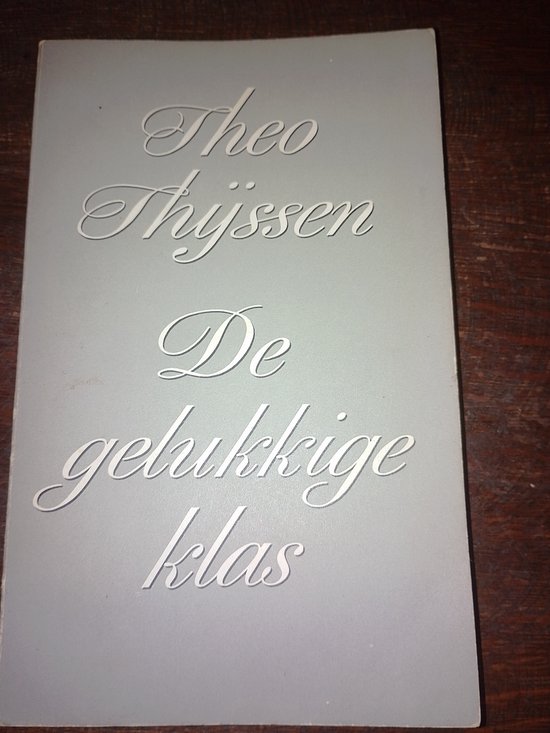 Theo
Thijssen
De
gelukkige
klas